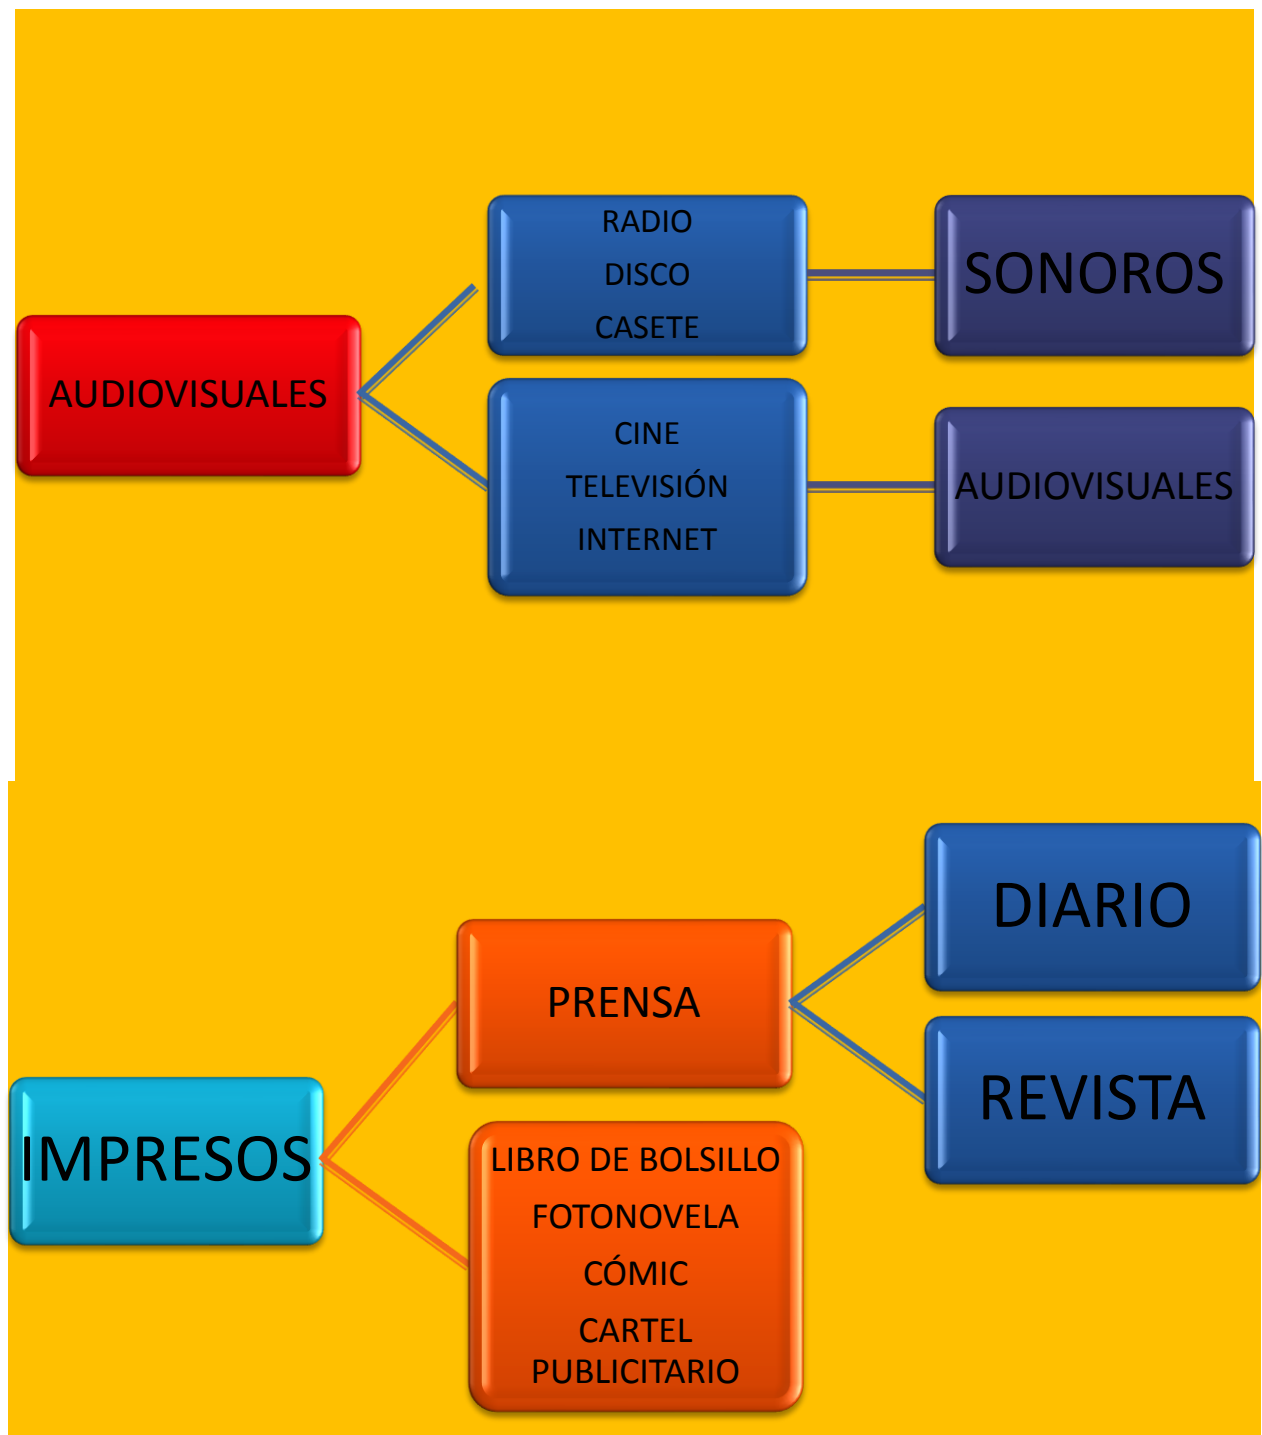 AUDIOVISUALES
RADIO
DISCO
CASETE
SONOROS
CINE
TELEVISIÓN
INTERNET
AUDIOVISUALES
IMPRESOS
PRENSA
DIARIO
REVISTA
LIBRO DE BOLSILLO
FOTONOVELA
CÓMIC
CARTEL
PUBLICITARIO